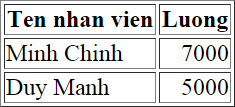 Ten nhan vien Luong
Minh Chinh 7000
Duy Manh 5000